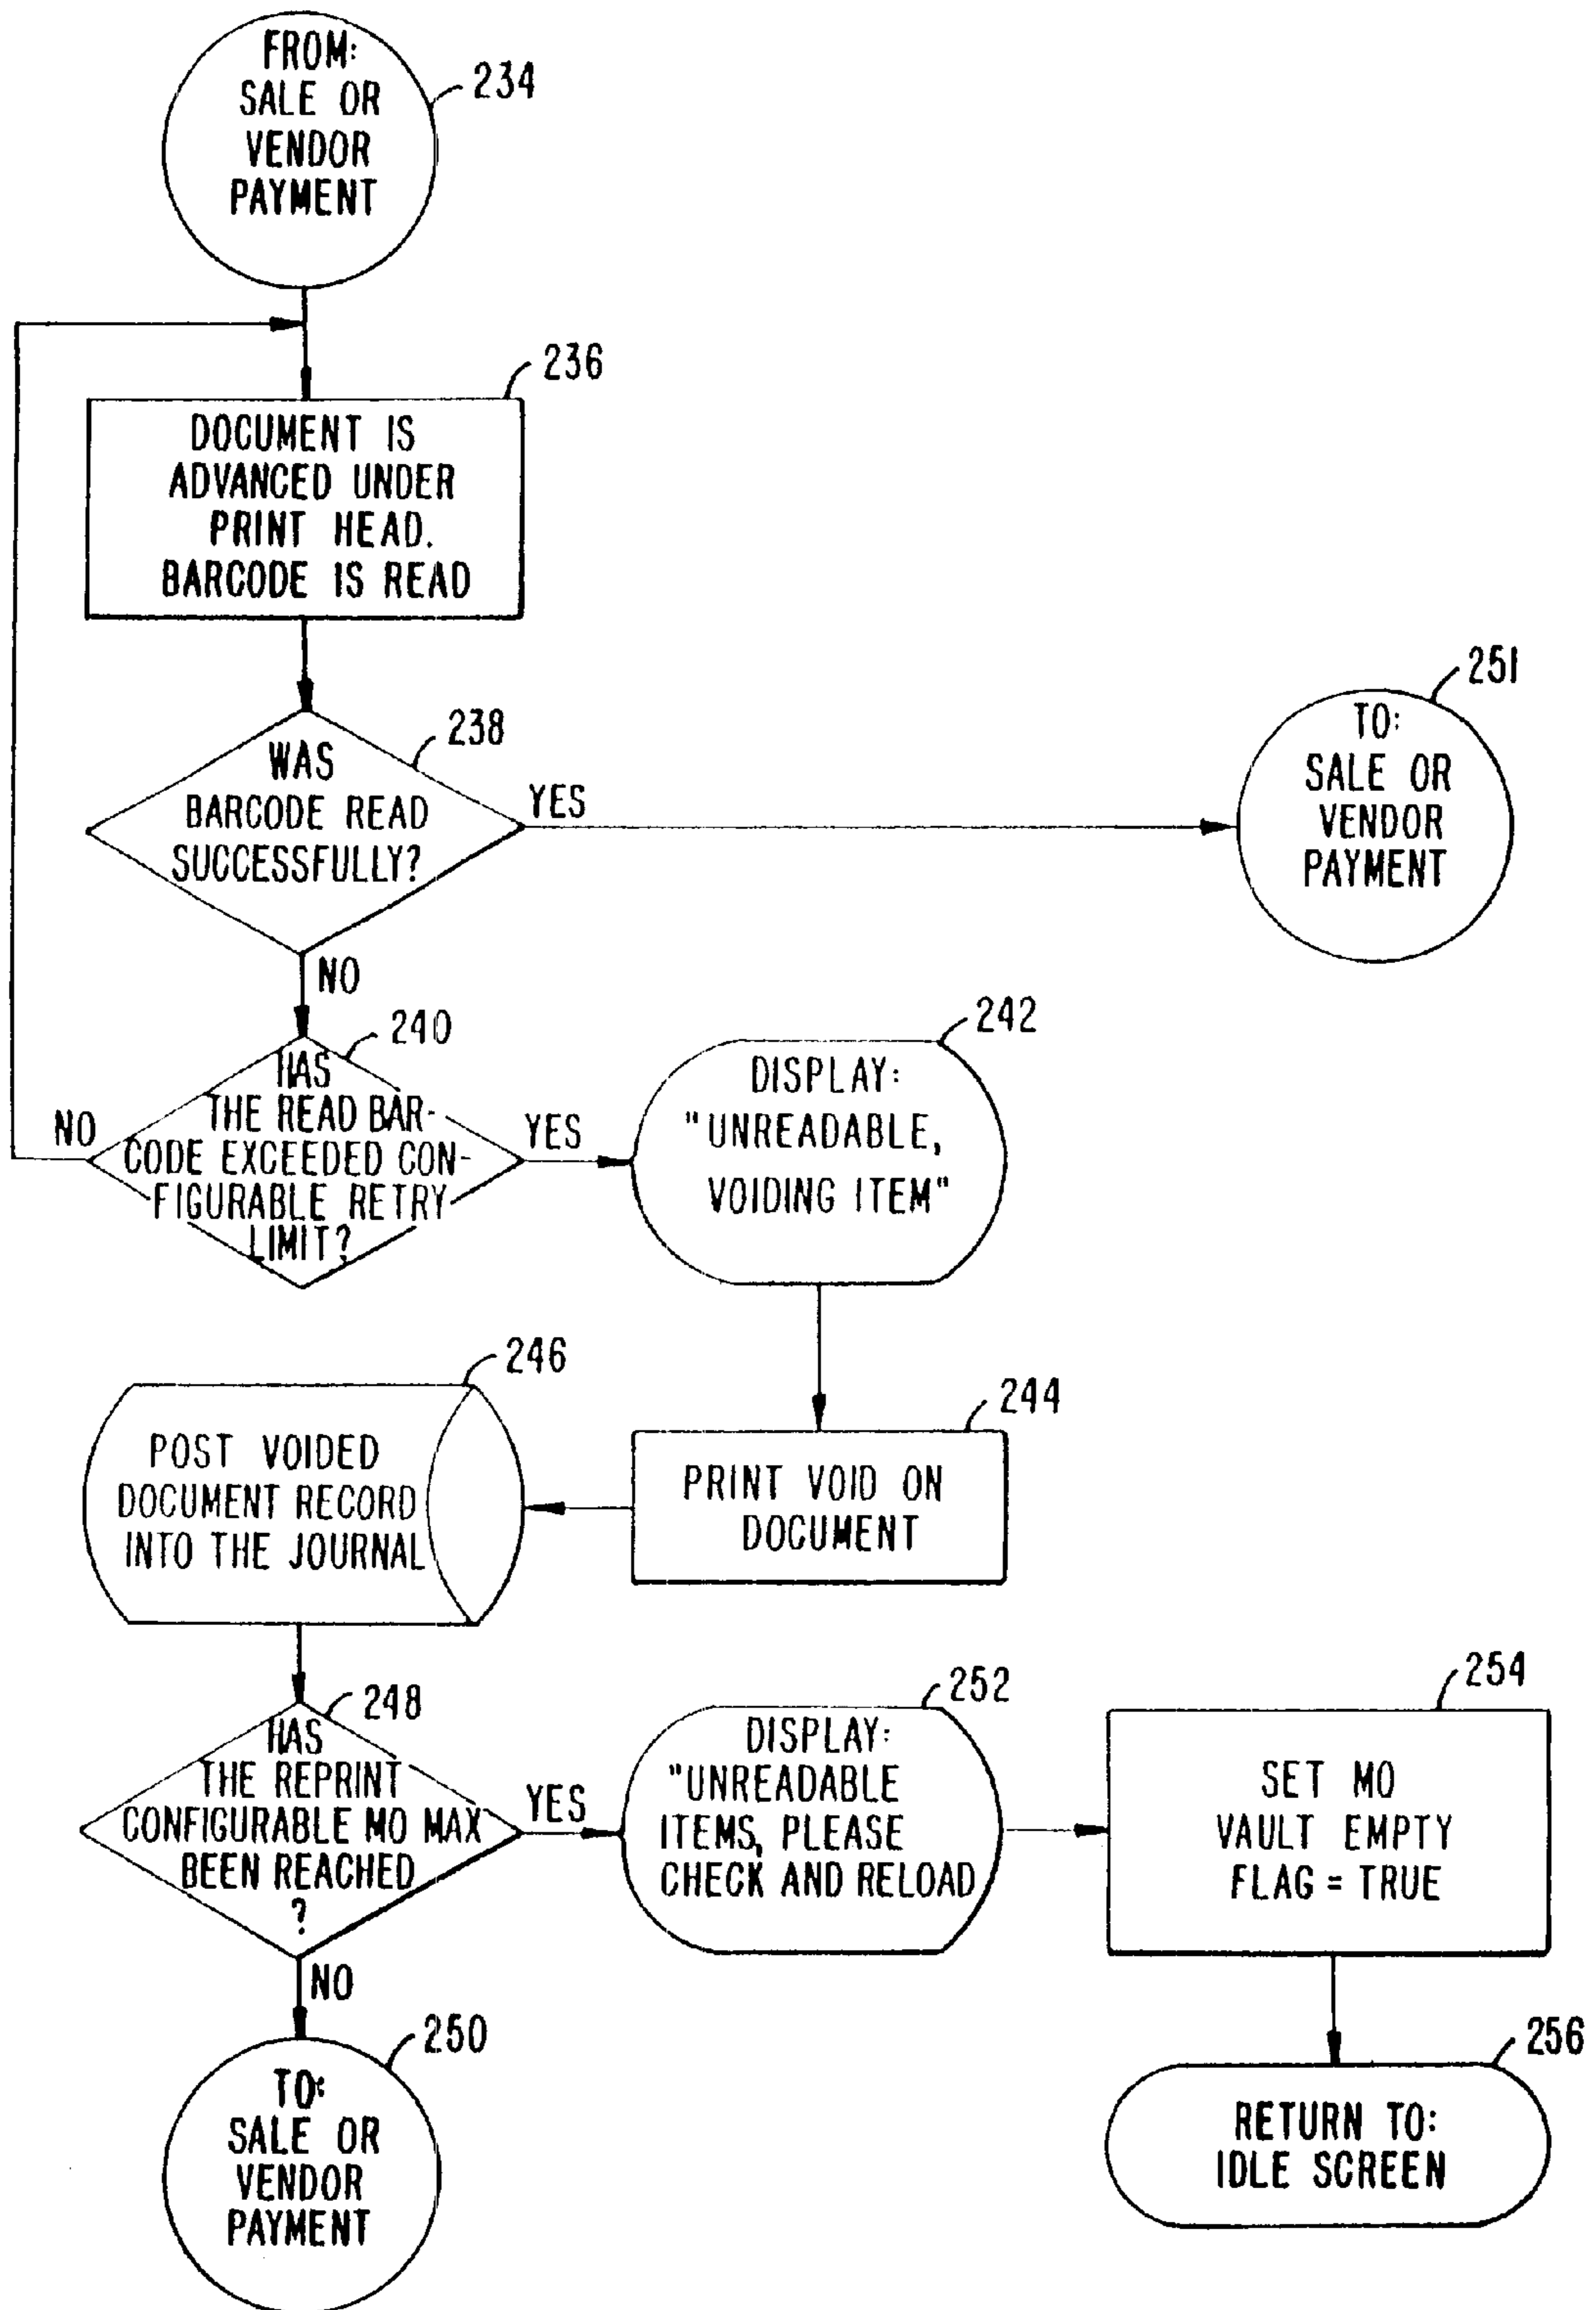 FROM:
SALE OR
VENDOR
PAYMENT
234
236
DOCUMENT IS
ADVANCED UNDER
PRINT HEAD.
BARCODE IS READ
238
WAS
BARCODE READ
SUCCESSFULLY?
YES
251
TO:
SALE OR
VENDOR
PAYMENT
NO
240
HAS
THE READ BAR-
CODE EXCEEDED CON-
FIGURABLE RETRY
LIMIT?
NO
YES
242
DISPLAY:
"UNREADABLE,
VOIDING ITEM"
244
PRINT VOID ON
DOCUMENT
246
POST VOIDED
DOCUMENT RECORD
INTO THE JOURNAL
248
HAS
THE REPRINT
CONFIGURABLE MO MAX
BEEN REACHED
?
YES
252
DISPLAY:
"UNREADABLE
ITEMS, PLEASE
CHECK AND RELOAD
254
SET MO
VAULT EMPTY
FLAG = TRUE
NO
250
TO:
SALE OR
VENDOR
PAYMENT
256
RETURN TO:
IDLE SCREEN